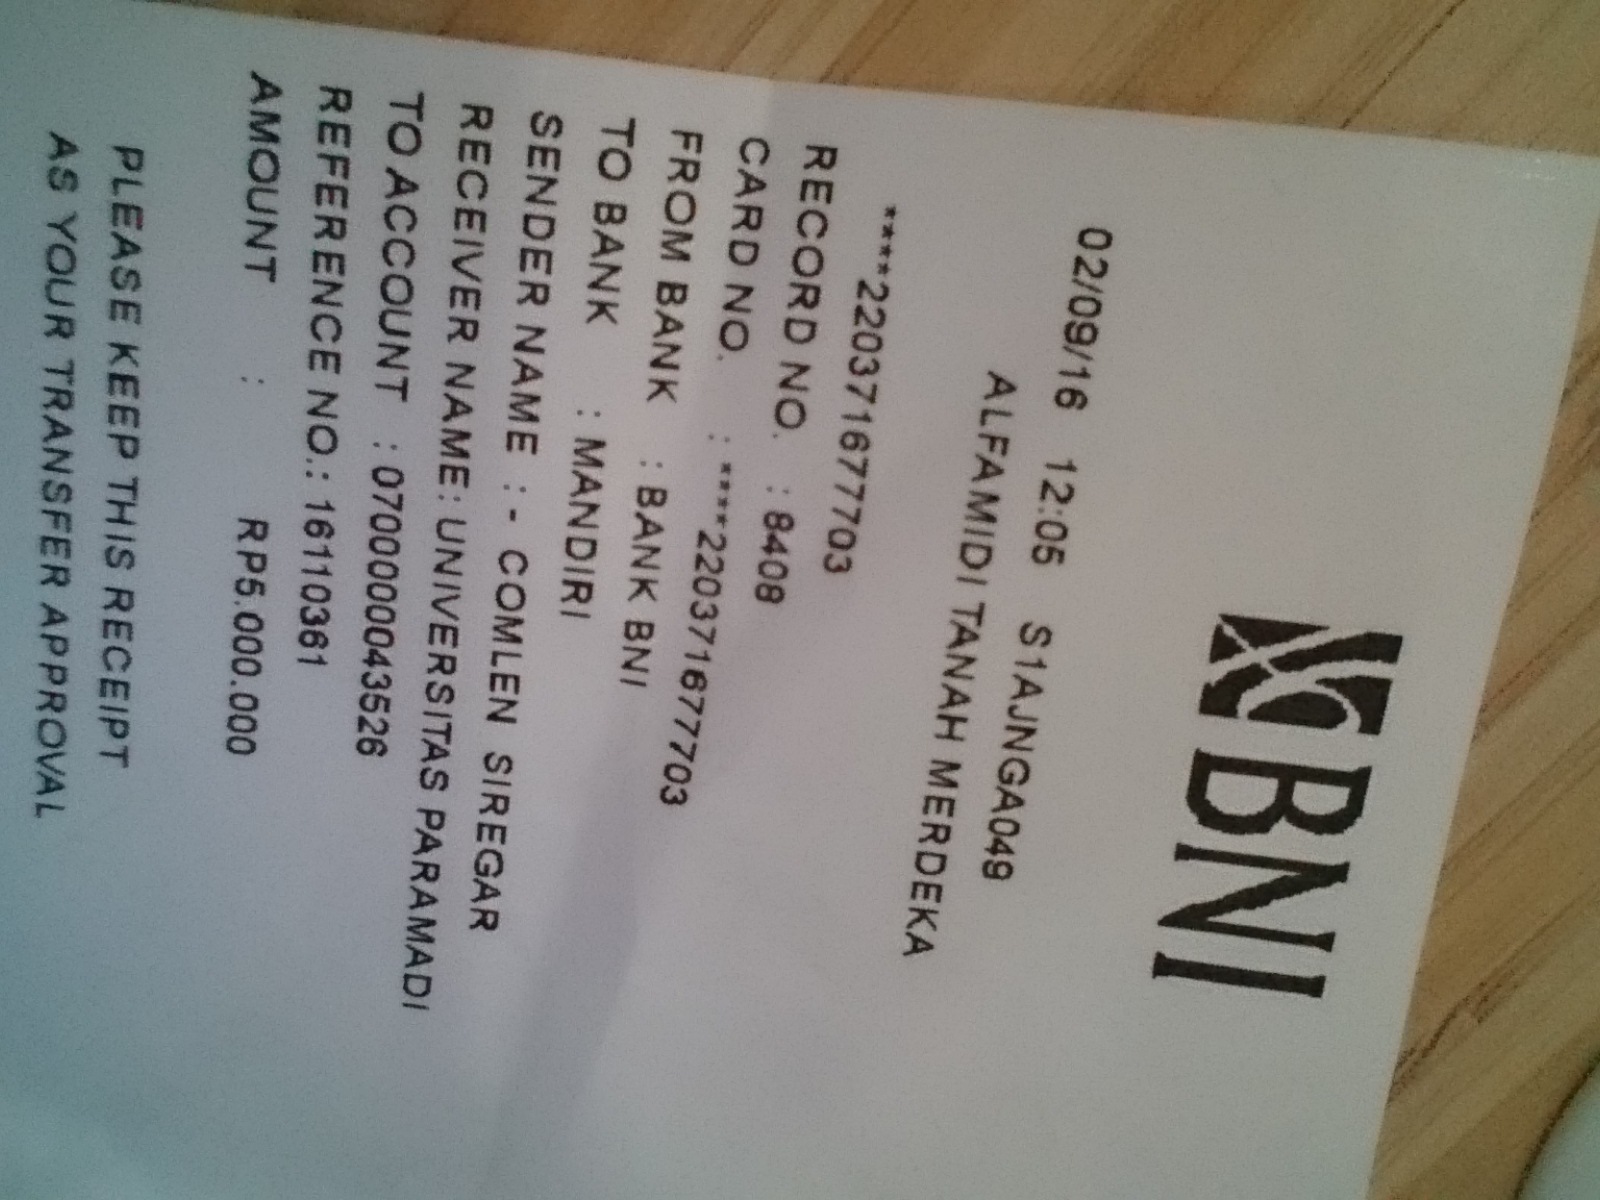 BNI
02/09/16 12:05 S1AJNGA049
ALFAMIDI TANAH MERDEKA
****220371677703
RECORD NO. : 8408
CARD NO. : ****220371677703
FROM BANK : BANK BNI
TO BANK : MANDIRI
SENDER NAME : - COMLEN SIREGAR
RECEIVER NAME: UNIVERSITAS PARAMADI
TO ACCOUNT : 0700000043526
REFERENCE NO.: 16110361
AMOUNT : RP5.000.000
PLEASE KEEP THIS RECEIPT
AS YOUR TRANSFER APPROVAL